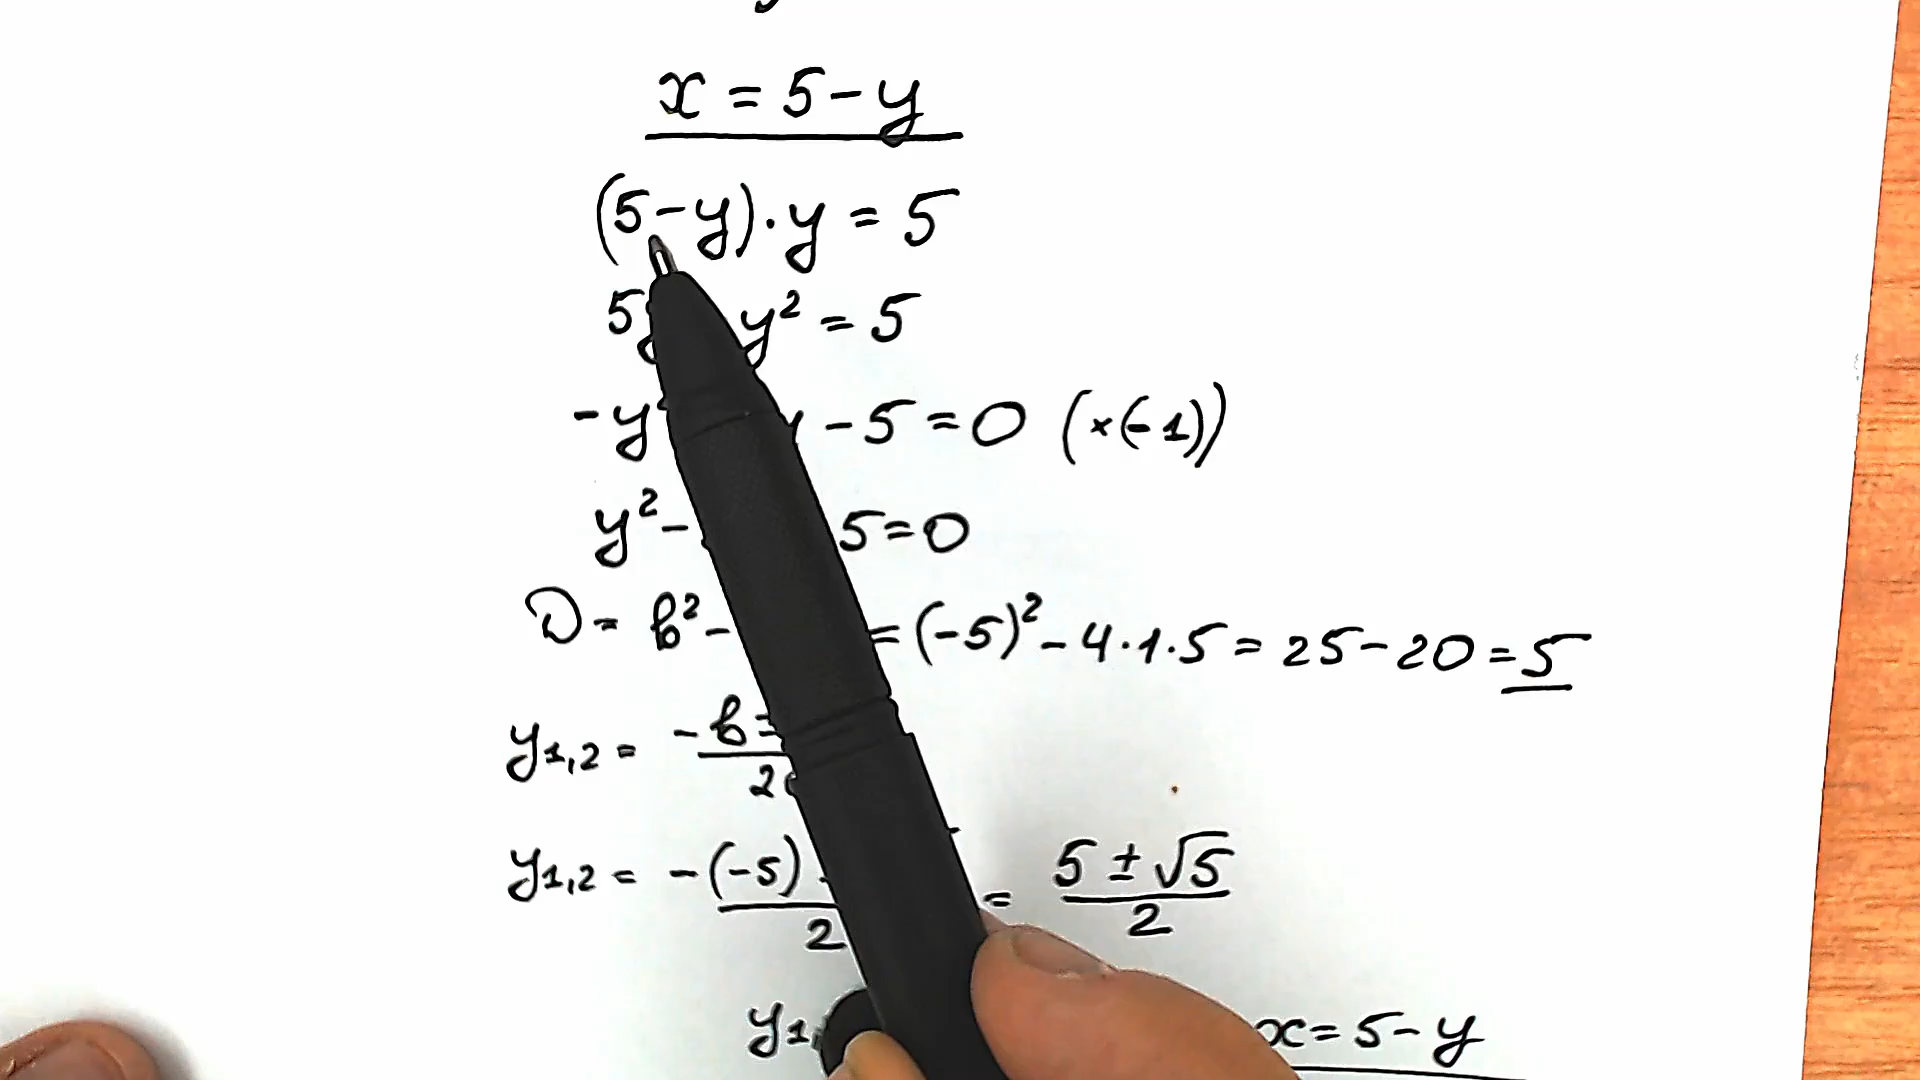 x = 5 - y
(5 - y) · y = 5
5 y² = 5
-y - 5 = 0 (×(-1))
y² - 5 = 0
D = b² - = (-5)² - 4·1·5 = 25 - 20 = 5
y1,2 = -b ± / 2
y1,2 = -(-5) / 2 = 5 ± √5 / 2
y1, x = 5 - y